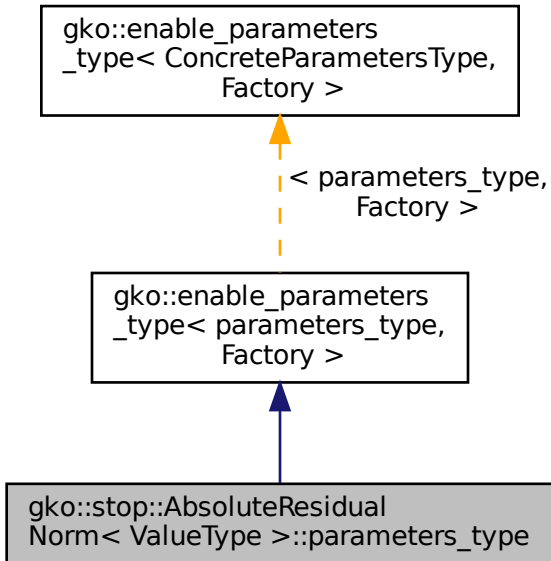 gko::enable_parameters
_type< ConcreteParametersType,
Factory >
< parameters_type,
Factory >
gko::enable_parameters
_type< parameters_type,
Factory >
gko::stop::AbsoluteResidual
Norm< ValueType >::parameters_type